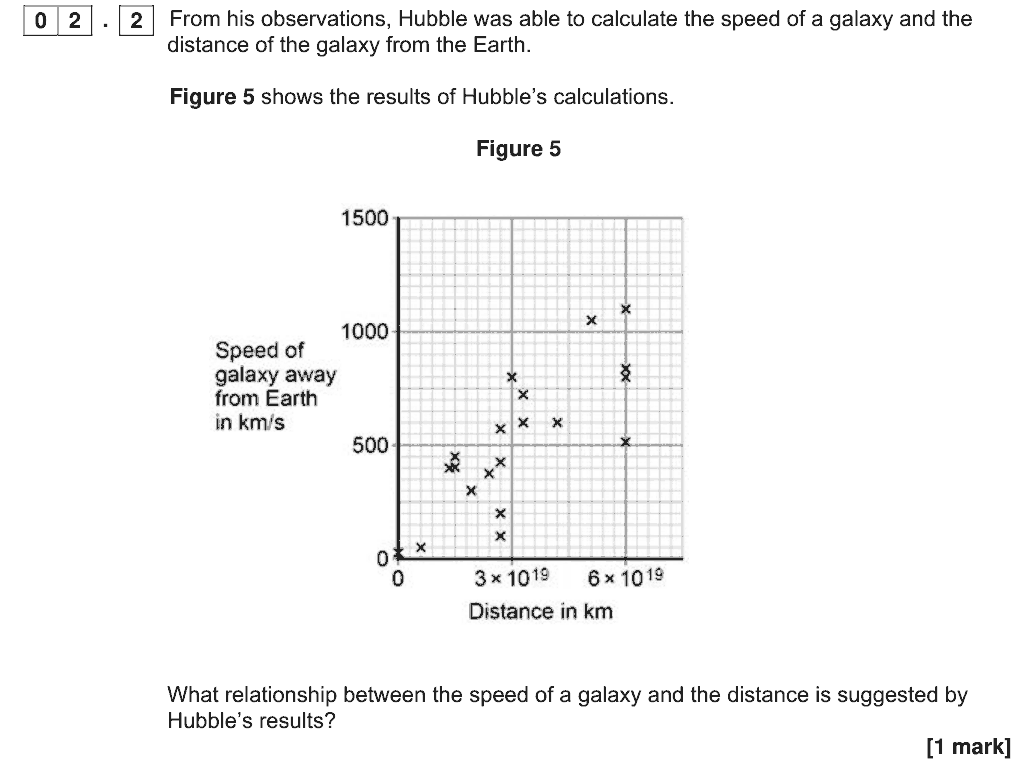 0 2 . 2 From his observations, Hubble was able to calculate the speed of a galaxy and the
distance of the galaxy from the Earth.
Figure 5 shows the results of Hubble's calculations.
Figure 5
1500
1000
Speed of
galaxy away
from Earth
in km/s
500
0
0 3 × 10¹⁹ 6 × 10¹⁹
Distance in km
What relationship between the speed of a galaxy and the distance is suggested by
Hubble's results?
[1 mark]